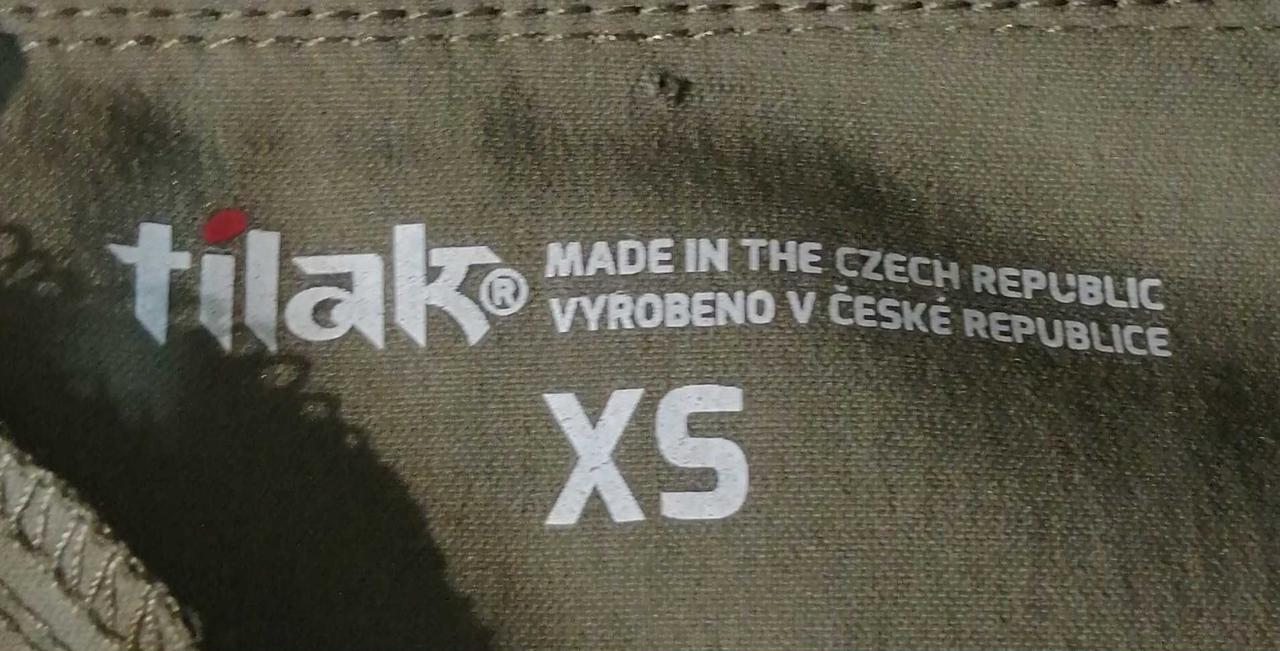 tilak®
MADE IN THE CZECH REPUBLIC
VYROBENO V ČESKÉ REPUBLICE
XS